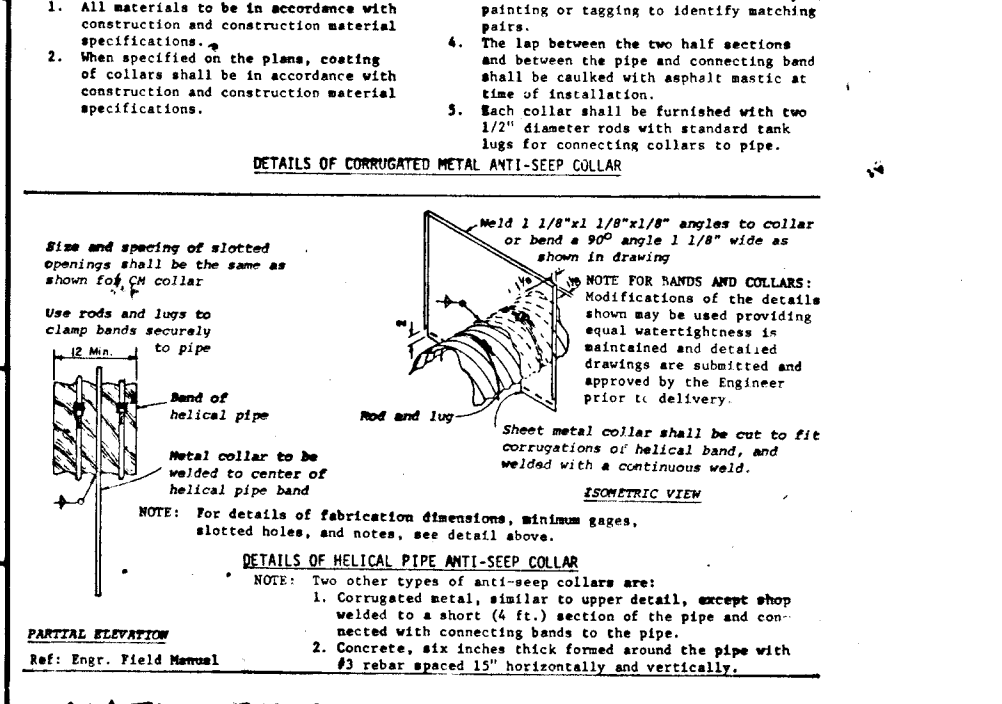 1. All materials to be in accordance with
construction and construction material
specifications.
2. When specified on the plans, coating
of collars shall be in accordance with
construction and construction material
specifications.
painting or tagging to identify matching
pairs.
4. The lap between the two half sections
and between the pipe and connecting band
shall be caulked with asphalt mastic at
time of installation.
5. Each collar shall be furnished with two
1/2" diameter rods with standard tank
lugs for connecting collars to pipe.
DETAILS OF CORRUGATED METAL ANTI-SEEP COLLAR
Size and spacing of slotted
openings shall be the same as
shown for CM collar
Use rods and lugs to
clamp bands securely
to pipe
12 Min.
Band of
helical pipe
Metal collar to be
welded to center of
helical pipe band
Weld 1 1/8"x1 1/8"x1/8" angles to collar
or bend a 90° angle 1 1/8" wide as
shown in drawing
NOTE FOR BANDS AND COLLARS:
Modifications of the details
shown may be used providing
equal watertightness is
maintained and detailed
drawings are submitted and
approved by the Engineer
prior to delivery.
2
Rod and lug
Sheet metal collar shall be cut to fit
corrugations of helical band, and
welded with a continuous weld.
ISOMETRIC VIEW
NOTE: For details of fabrication dimensions, minimum gages,
slotted holes, and notes, see detail above.
DETAILS OF HELICAL PIPE ANTI-SEEP COLLAR
NOTE: Two other types of anti-seep collars are:
1. Corrugated metal, similar to upper detail, except shop
welded to a short (4 ft.) section of the pipe and con-
nected with connecting bands to the pipe.
2. Concrete, six inches thick formed around the pipe with
#3 rebar spaced 15" horizontally and vertically.
PARTIAL ELEVATION
Ref: Engr. Field Manual